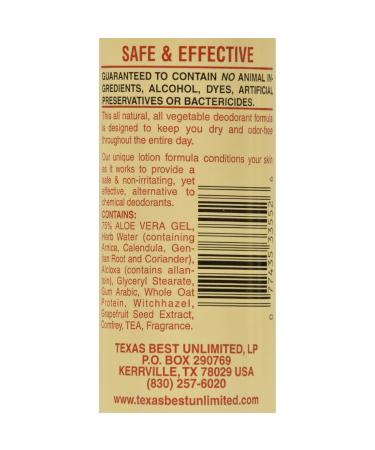 SAFE & EFFECTIVE
GUARANTEED TO CONTAIN NO ANIMAL IN-
GREDIENTS, ALCOHOL, DYES, ARTIFICIAL
PRESERVATIVES OR BACTERICIDES.
This all natural, all vegetable deodorant formula
is designed to keep you dry and odor-free
throughout the entire day.
Our unique lotion formula conditions your skin
as it works to provide a
safe & non-irritating, yet
effective, alternative to
chemical deodorants.
CONTAINS:
75% ALOE VERA GEL,
Herb Water (containing
Arnica, Calendula, Gen-
tian Root and Coriander),
Alcloxa (contains allan-
toin), Glyceryl Stearate,
Gum Arabic, Whole Oat
Protein, Witchhazel,
Grapefruit Seed Extract,
Comfrey, TEA, Fragrance.
0 77435 33552 6
TEXAS BEST UNLIMITED, LP
P.O. BOX 290769
KERRVILLE, TX 78029 USA
(830) 257-6020
www.texasbestunlimited.com